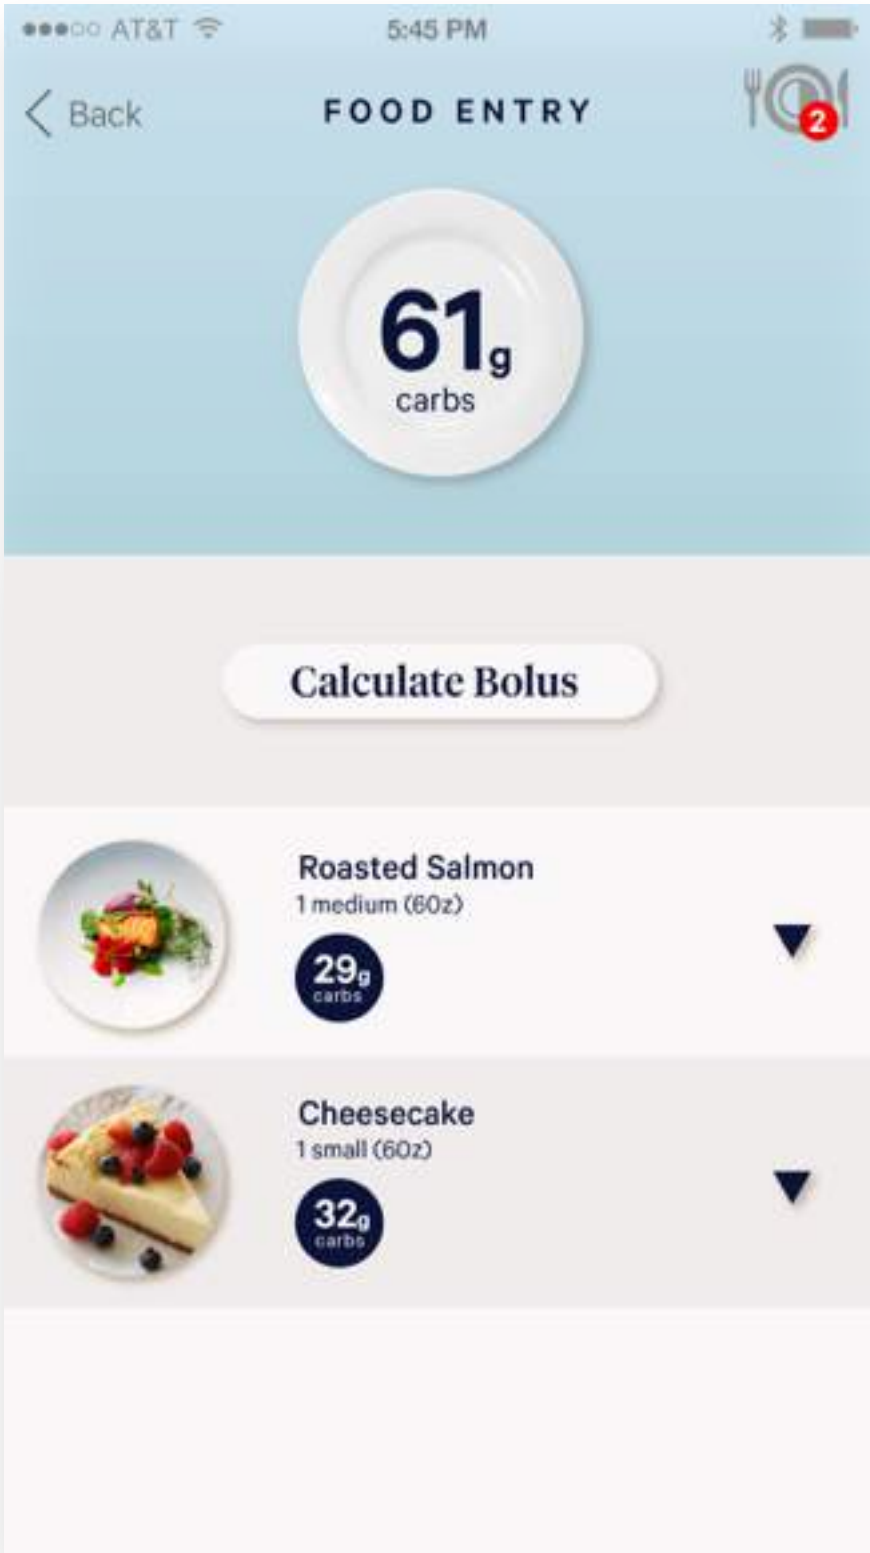 AT&T 5:45 PM
Back FOOD ENTRY 2
61g
carbs
Calculate Bolus
Roasted Salmon
1 medium (6oz)
29g
carbs
Cheesecake
1 small (6oz)
32g
carbs